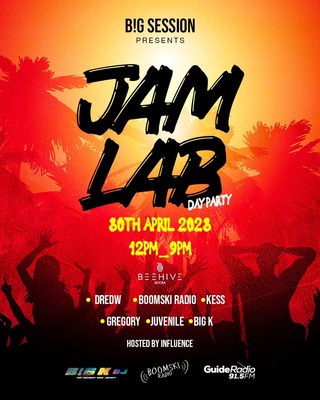 B!G SESSION
PRESENTS
JAM
LAB
DAY PARTY
30TH APRIL 2023
12PM_9PM
BEEHIVE
ACCRA
• DREDW • BOOMSKI RADIO • KESS
• GREGORY • JUVENILE • BIG K
HOSTED BY INFLUENCE
B!G K DJ
BOOMSKI
RADIO
GuideRadio
91.5FM